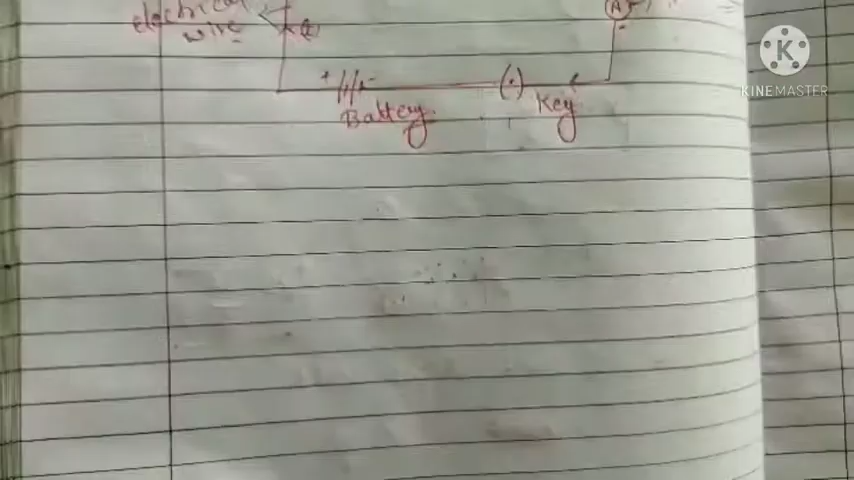 electrical
wire
(A)
+ -
Battery
(.)
Key
K
KINEMASTER